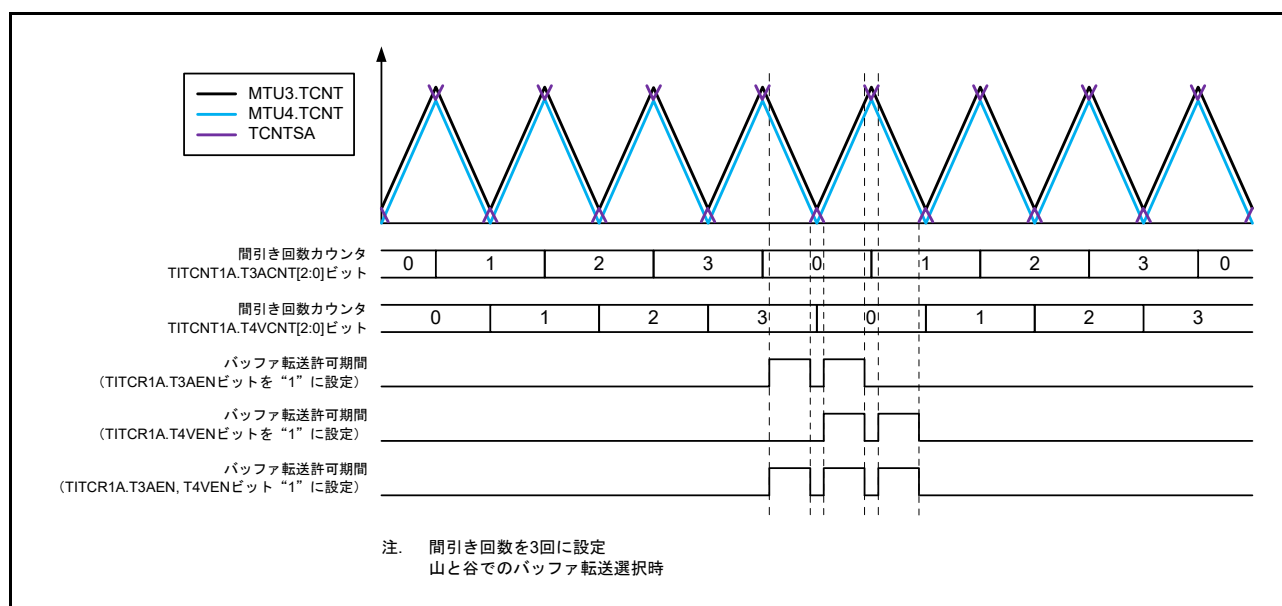 MTU3.TCNT
MTU4.TCNT
TCNTSA
間引き回数カウンタ
TITCNT1A.T3ACNT[2:0]ビット
0 1 2 3 0 1 2 3 0
間引き回数カウンタ
TITCNT1A.T4VCNT[2:0]ビット
0 1 2 3 0 1 2 3
バッファ転送許可期間
（TITCR1A.T3AENビットを“1”に設定）
バッファ転送許可期間
（TITCR1A.T4VENビットを“1”に設定）
バッファ転送許可期間
（TITCR1A.T3AEN, T4VENビット“1”に設定）
注. 間引き回数を3回に設定
山と谷でのバッファ転送選択時